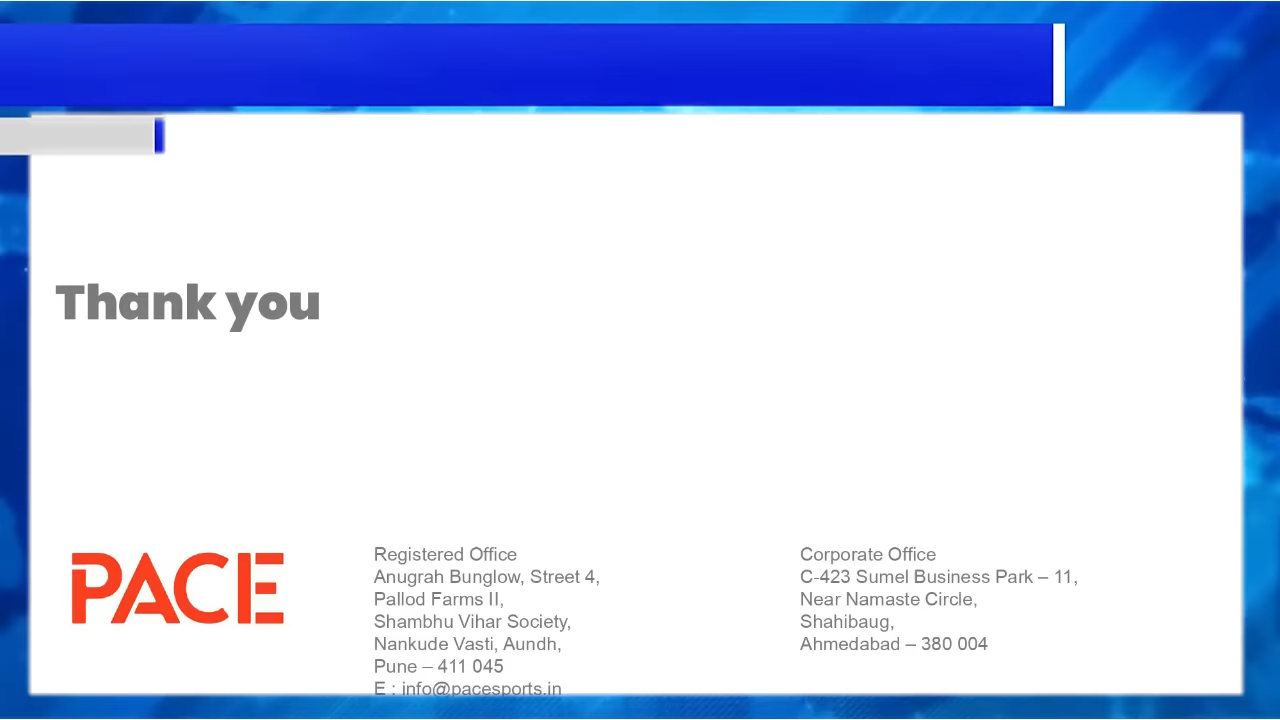 Thank you
PACE
Registered Office
Anugrah Bunglow, Street 4,
Pallod Farms II,
Shambhu Vihar Society,
Nankude Vasti, Aundh,
Pune – 411 045
E : info@pacesports.in
Corporate Office
C-423 Sumel Business Park – 11,
Near Namaste Circle,
Shahibaug,
Ahmedabad – 380 004